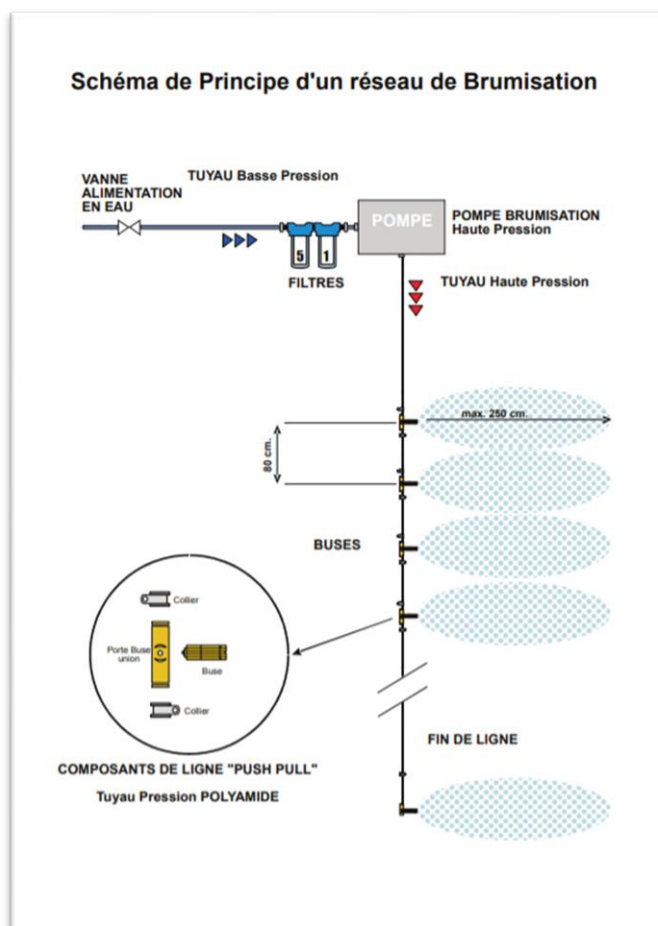 Schéma de Principe d'un réseau de Brumisation
VANNE
ALIMENTATION
EN EAU
TUYAU Basse Pression
POMPE
POMPE BRUMISATION
Haute Pression
5
1
FILTRES
TUYAU Haute Pression
max. 250 cm.
80 cm.
BUSES
Collier
Porte Buse
union
Buse
Collier
FIN DE LIGNE
COMPOSANTS DE LIGNE "PUSH PULL"
Tuyau Pression POLYAMIDE